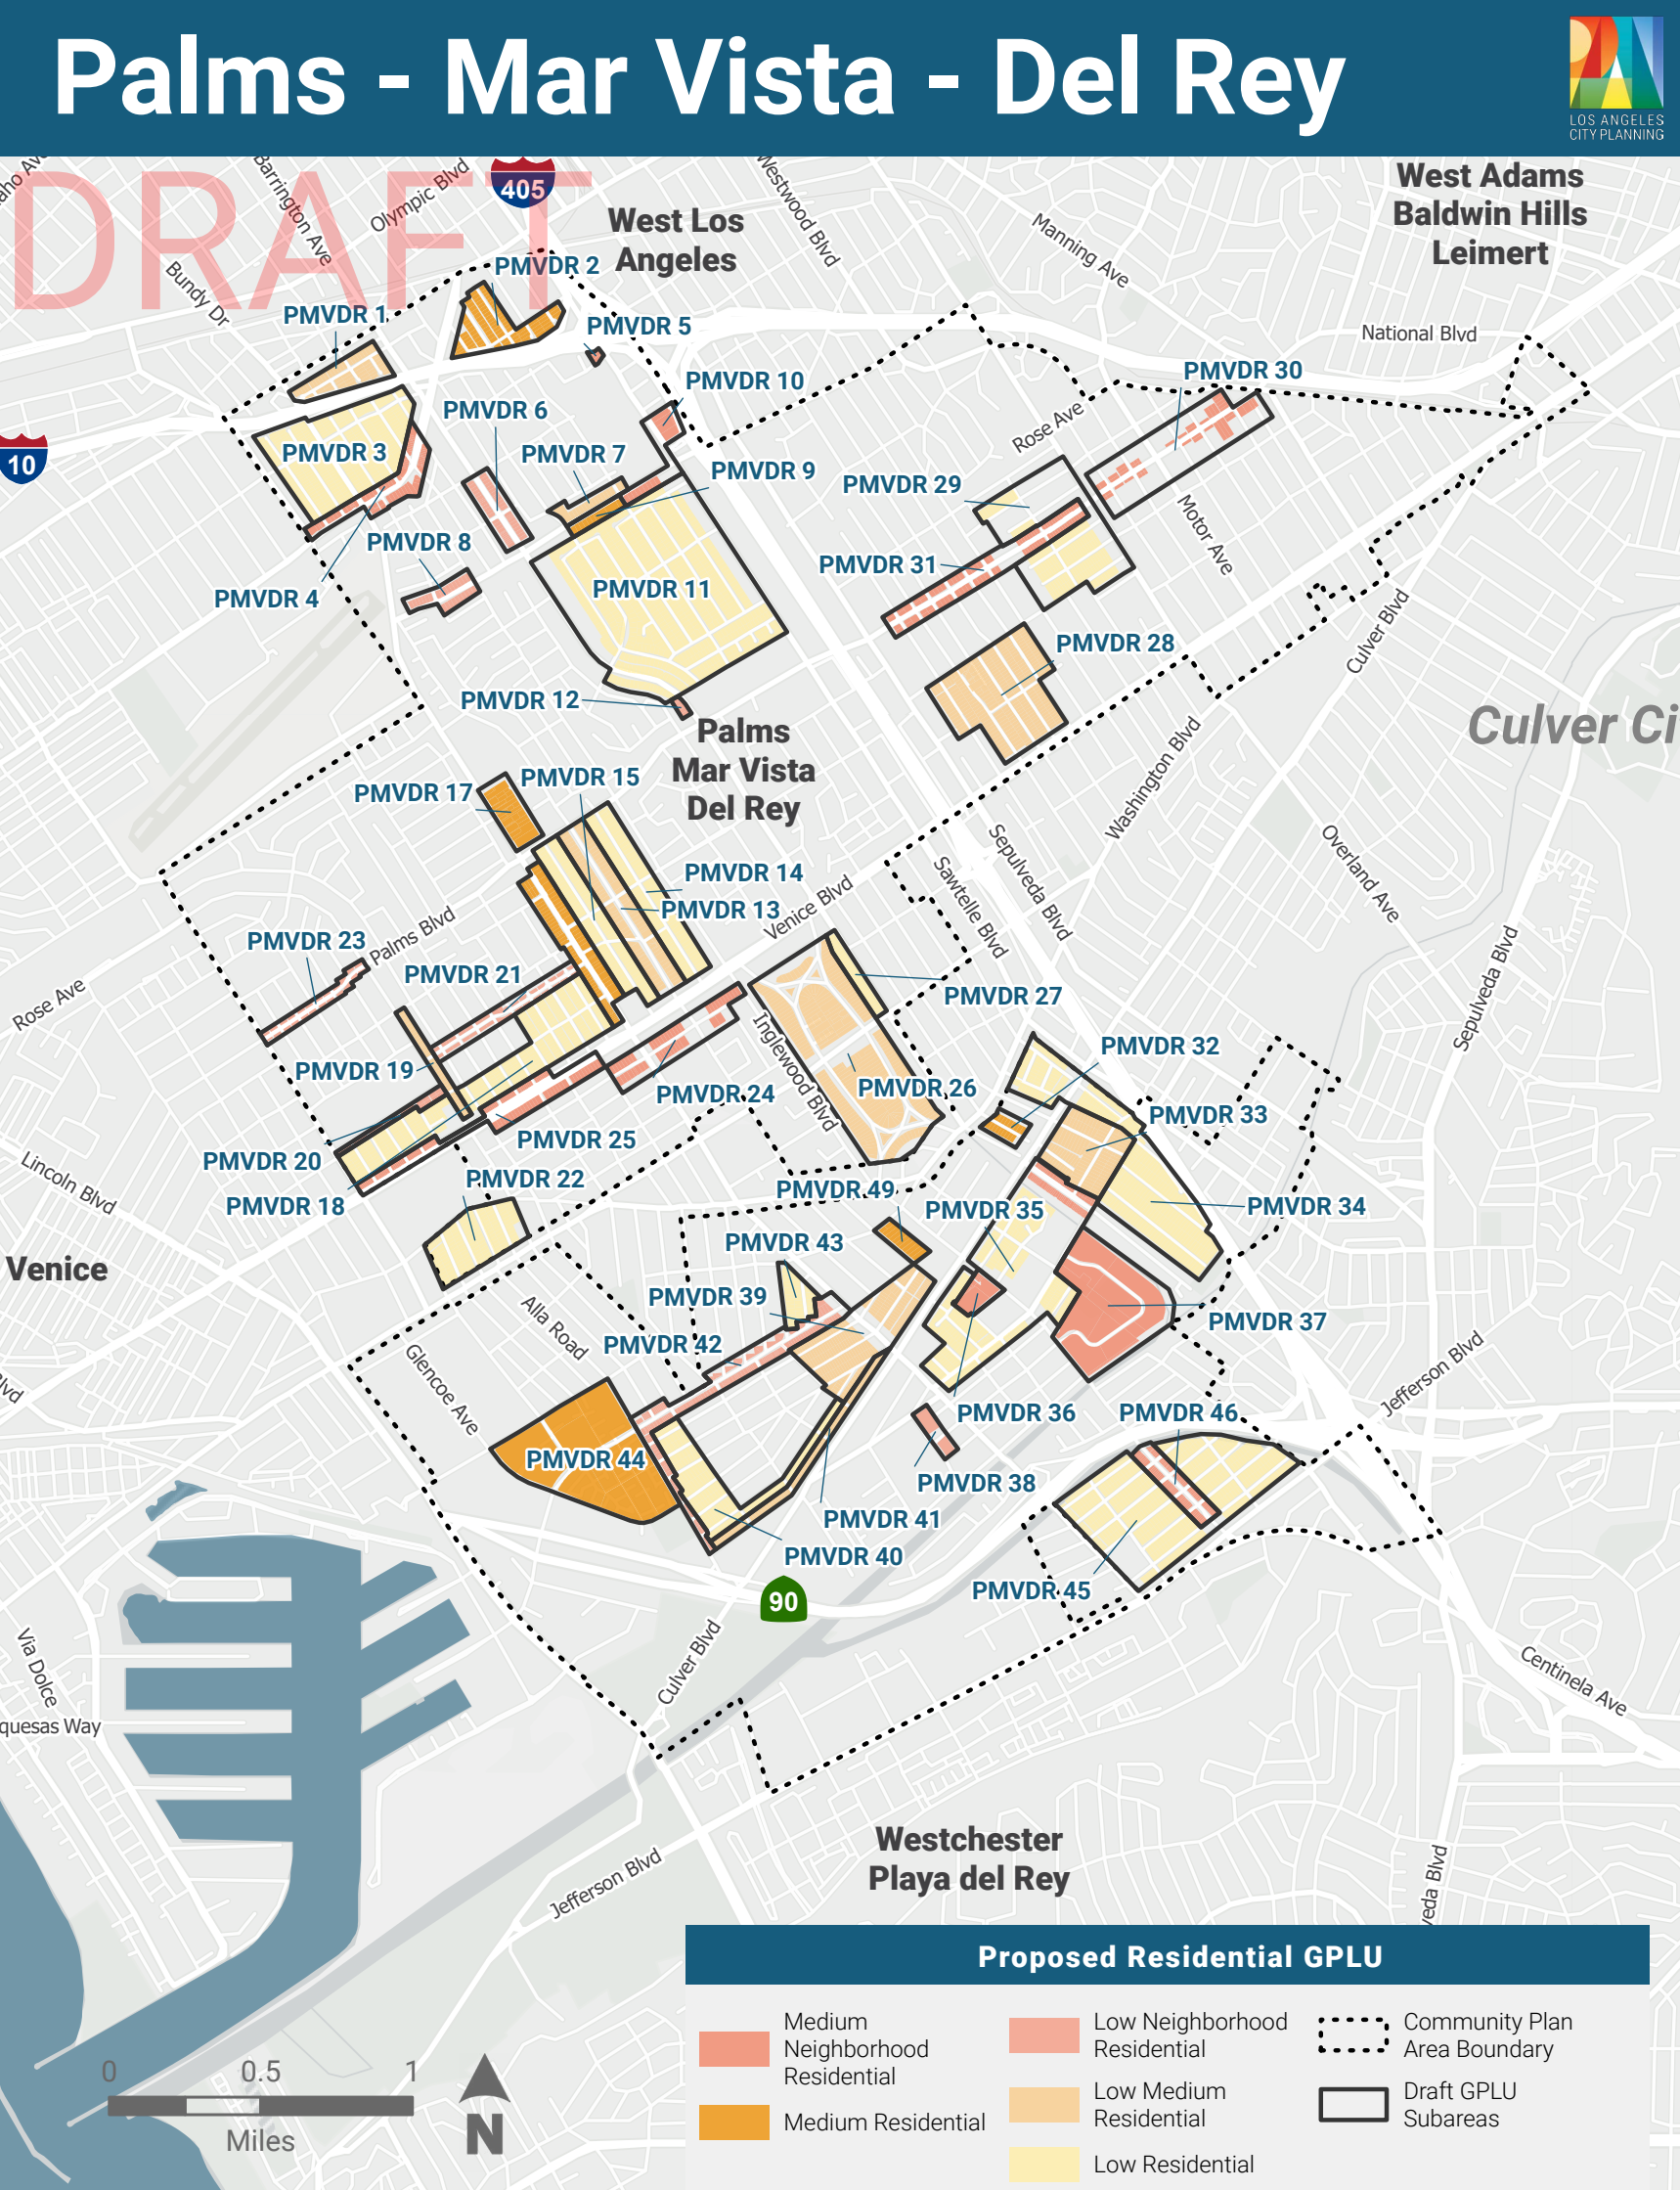 Palms - Mar Vista - Del Rey
LOS ANGELES
CITY PLANNING
DRAFT
Barrington Ave
Olympic Blvd
405
West Los
Angeles
Westwood Blvd
Manning Ave
West Adams
Baldwin Hills
Leimert
Bundy Dr
PMVDR 2
PMVDR 1
PMVDR 5
National Blvd
PMVDR 10
PMVDR 30
PMVDR 6
Rose Ave
10
PMVDR 3
PMVDR 7
PMVDR 9
PMVDR 29
Motor Ave
PMVDR 8
PMVDR 31
PMVDR 4
PMVDR 11
Culver Blvd
PMVDR 28
PMVDR 12
Palms
Mar Vista
Del Rey
Culver Ci
Washington Blvd
PMVDR 17
PMVDR 15
Sepulveda Blvd
Overland Ave
PMVDR 14
PMVDR 13
Venice Blvd
Sawtelle Blvd
PMVDR 23
Palms Blvd
PMVDR 21
Rose Ave
PMVDR 27
Sepulveda Blvd
Inglewood Blvd
PMVDR 19
PMVDR 24
PMVDR 26
PMVDR 32
PMVDR 33
PMVDR 25
PMVDR 20
PMVDR 22
PMVDR 18
Lincoln Blvd
PMVDR 49
PMVDR 35
PMVDR 34
Venice
PMVDR 43
PMVDR 39
Alla Road
PMVDR 42
PMVDR 37
Glencoe Ave
Jefferson Blvd
PMVDR 36
PMVDR 46
PMVDR 44
PMVDR 38
PMVDR 41
PMVDR 40
PMVDR 45
90
Via Dolce
Culver Blvd
Centinela Ave
quesas Way
Westchester
Playa del Rey
Jefferson Blvd
veda Blvd
Proposed Residential GPLU
Medium
Neighborhood
Residential
Medium Residential
Low Neighborhood
Residential
Low Medium
Residential
Low Residential
Community Plan
Area Boundary
Draft GPLU
Subareas
0 0.5 1
Miles
N